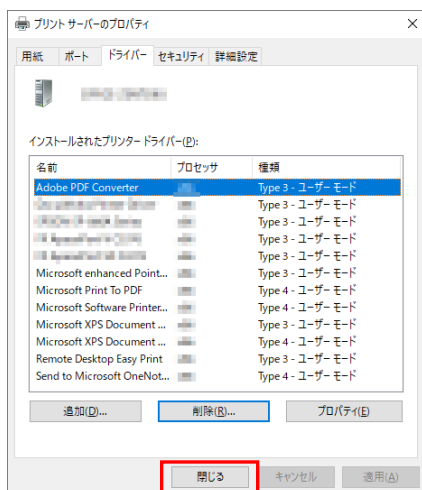 プリント サーバーのプロパティ
用紙 ポート ドライバー セキュリティ 詳細設定
インストールされたプリンター ドライバー(P):
名前 プロセッサ 種類
Adobe PDF Converter Type 3 - ユーザー モード
Type 3 - ユーザー モード
Type 3 - ユーザー モード
Type 3 - ユーザー モード
Type 3 - ユーザー モード
Microsoft enhanced Point... Type 3 - ユーザー モード
Microsoft Print To PDF Type 4 - ユーザー モード
Microsoft Software Printer... Type 4 - ユーザー モード
Microsoft XPS Document ... Type 3 - ユーザー モード
Microsoft XPS Document ... Type 4 - ユーザー モード
Remote Desktop Easy Print Type 3 - ユーザー モード
Send to Microsoft OneNot... Type 4 - ユーザー モード
追加(D)... 削除(R)... プロパティ(E)
閉じる キャンセル 適用(A)